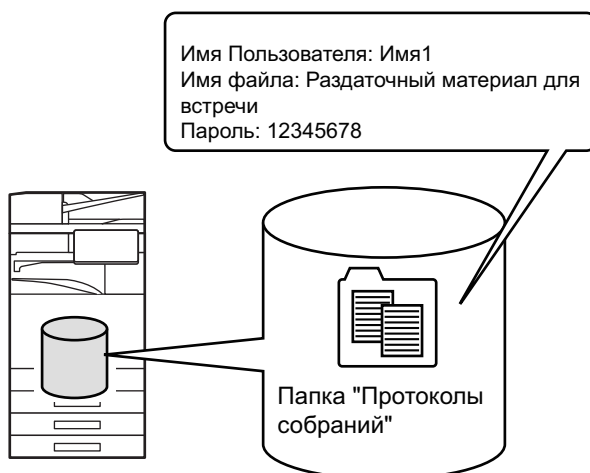 Имя Пользователя: Имя1
Имя файла: Раздаточный материал для
встречи
Пароль: 12345678
Папка "Протоколы
собраний"